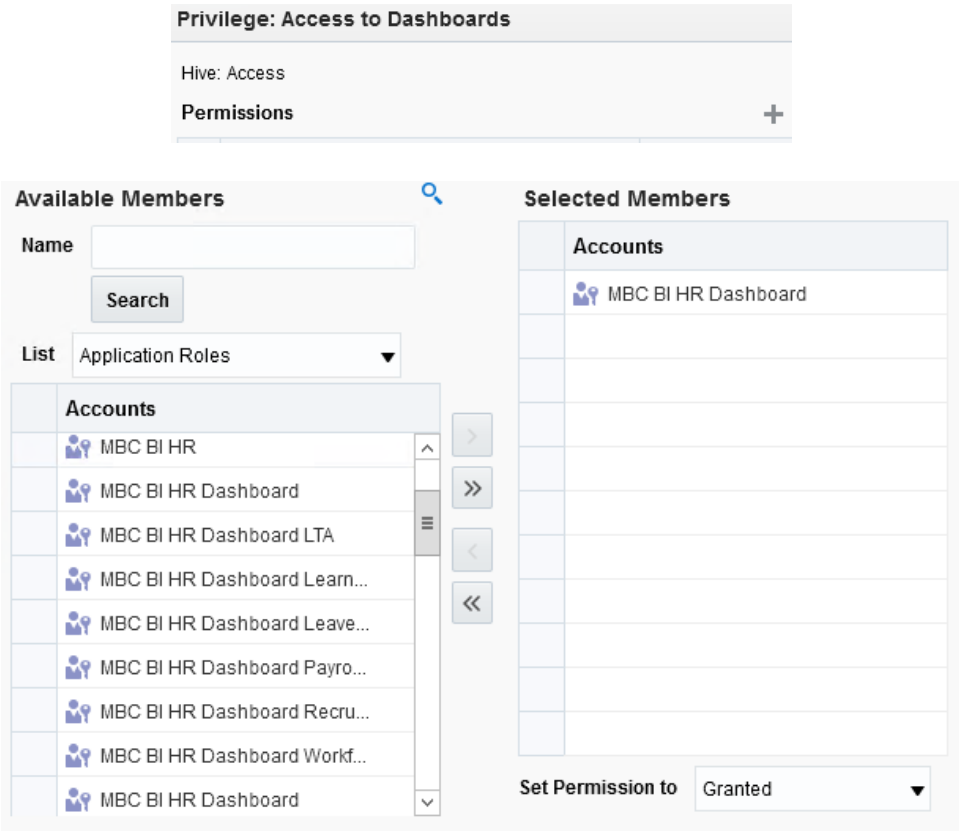 Privilege: Access to Dashboards
Hive: Access
Permissions
Available Members
Name
Search
List Application Roles
Accounts
MBC BI HR
MBC BI HR Dashboard
MBC BI HR Dashboard LTA
MBC BI HR Dashboard Learn...
MBC BI HR Dashboard Leave...
MBC BI HR Dashboard Payro...
MBC BI HR Dashboard Recru...
MBC BI HR Dashboard Workf...
MBC BI HR Dashboard
Selected Members
Accounts
MBC BI HR Dashboard
Set Permission to Granted